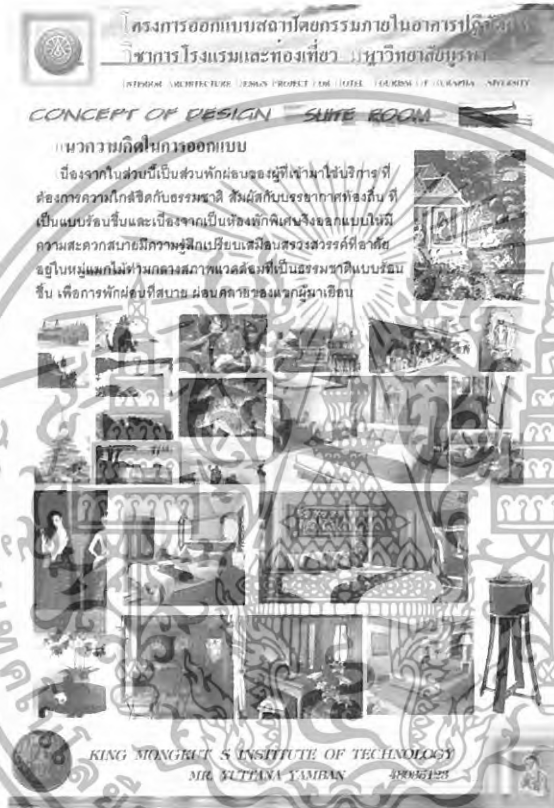 โครงการออกแบบสถาปัตยกรรมภายในอาคารปฏิบัติการ
วิชาการโรงแรมและท่องเที่ยว มหาวิทยาลัยบูรพา
INTERIOR ARCHITECTURE DESIGN PROJECT FOR HOTEL TOURISM OF BURAPHA UNIVERSITY
CONCEPT OF DESIGN SUITE ROOM
แนวความคิดในการออกแบบ
เนื่องจากในส่วนนี้เป็นส่วนพักผ่อนของผู้ที่เข้ามาใช้บริการ ที่
ต้องการความใกล้ชิดกับธรรมชาติ สัมผัสกับบรรยากาศท้องถิ่น ที่
เป็นแบบร้อนชื้นและเนื่องจากเป็นห้องพักพิเศษจึงออกแบบให้มี
ความสะดวกสบายมีความรู้สึกเปรียบเสมือนสรวงสวรรค์ที่อาศัย
อยู่ในหมู่แมกไม้ท่ามกลางสภาพแวดล้อมที่เป็นธรรมชาติแบบร้อน
ชื้น เพื่อการพักผ่อนที่สบาย ผ่อนคลายของแขกผู้มาเยือน
KING MONGKUT S INSTITUTE OF TECHNOLOGY
MR. YUTTANA YAMBAN 48035123